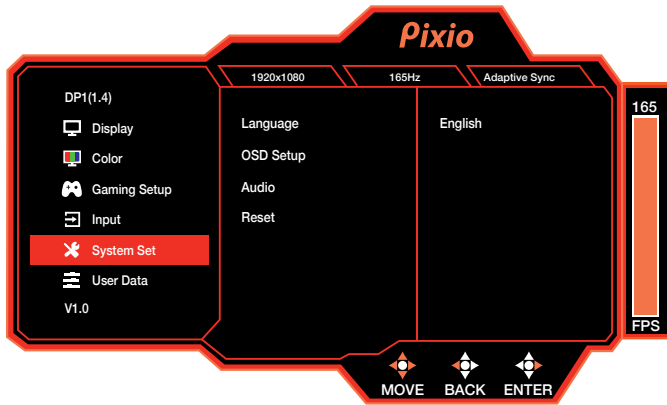 Pixio
1920x1080 165Hz Adaptive Sync
DP1(1.4)
Display
Color
Gaming Setup
Input
System Set
User Data
V1.0
Language English
OSD Setup
Audio
Reset
165
FPS
MOVE BACK ENTER